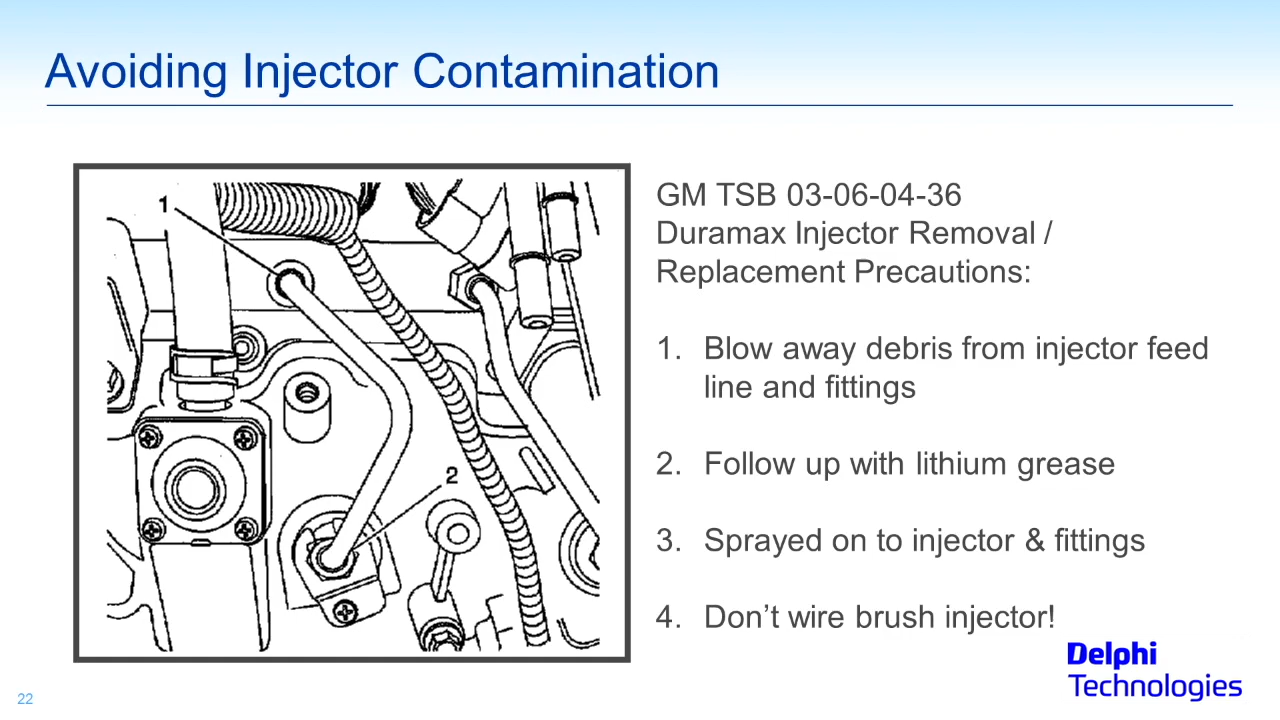 Avoiding Injector Contamination
1
2
GM TSB 03-06-04-36
Duramax Injector Removal /
Replacement Precautions:
1. Blow away debris from injector feed
line and fittings
2. Follow up with lithium grease
3. Sprayed on to injector & fittings
4. Don’t wire brush injector!
Delphi
Technologies
22